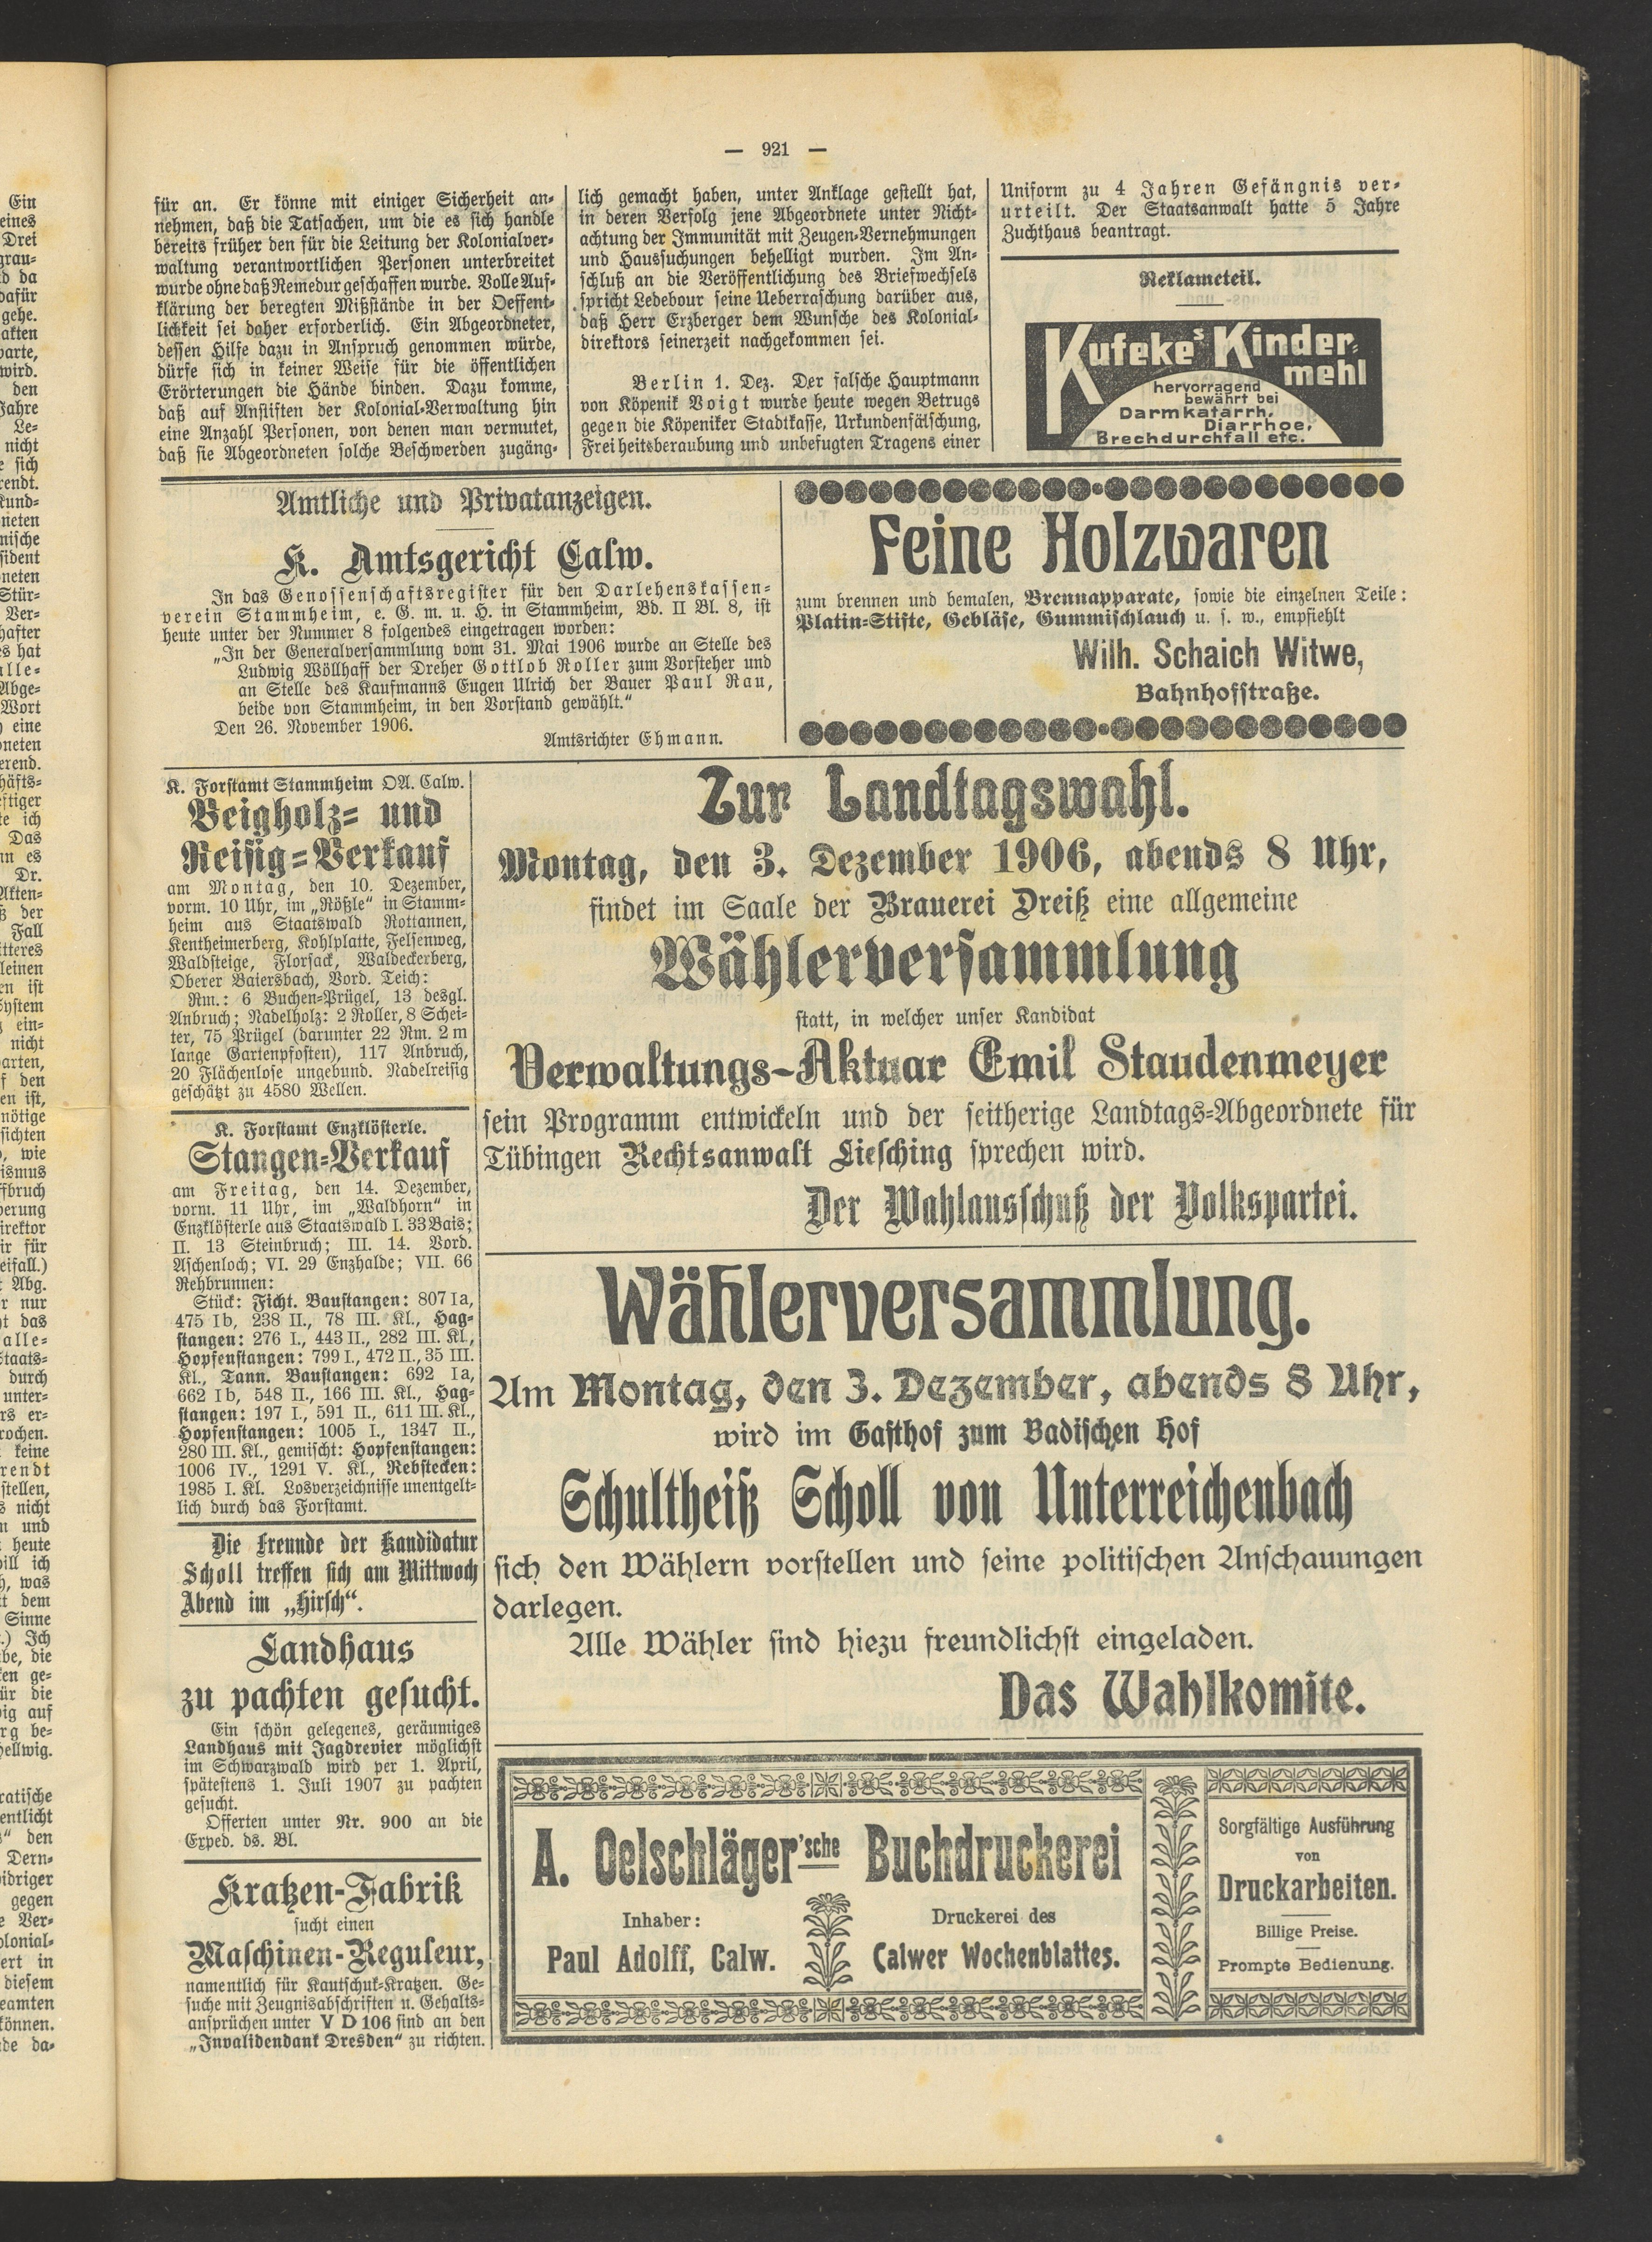 — 921 —
für an. Er könne mit einiger Sicherheit an-
nehmen, daß die Tatsachen, um die es sich handle
bereits früher den für die Leitung der Kolonialver-
waltung verantwortlichen Personen unterbreitet
wurde ohne daß Remedur geschaffen wurde. Volle Auf-
klärung der beregten Mißstände in der Oeffent-
lichkeit sei daher erforderlich. Ein Abgeordneter,
dessen Hilfe dazu in Anspruch genommen würde,
dürfe sich in keiner Weise für die öffentlichen
Erörterungen die Hände binden. Dazu komme,
daß auf Anstiften der Kolonial-Verwaltung hin
eine Anzahl Personen, von denen man vermutet,
daß sie Abgeordneten solche Beschwerden zugäng-
lich gemacht haben, unter Anklage gestellt hat,
in deren Verfolg jene Abgeordnete unter Nicht-
achtung der Immunität mit Zeugen-Vernehmungen
und Haussuchungen behelligt wurden. Im An-
schluß an die Veröffentlichung des Briefwechsels
spricht Ledebour seine Ueberraschung darüber aus,
daß Herr Erzberger dem Wunsche des Kolonial-
direktors seinerzeit nachgekommen sei.
Berlin 1. Dez. Der falsche Hauptmann
von Köpenik Voigt wurde heute wegen Betrugs
gegen die Köpeniker Stadtkasse, Urkundenfälschung,
Freiheitsberaubung und unbefugten Tragens einer
Uniform zu 4 Jahren Gefängnis ver-
urteilt. Der Staatsanwalt hatte 5 Jahre
Zuchthaus beantragt.
Reklameteil.
Kufeke's Kinder-
mehl
hervorragend
bewährt bei
Darmkatarrh,
Diarrhoe,
Brechdurchfall etc.
Amtliche und Privatanzeigen.
K. Amtsgericht Calw.
In das Genossenschaftsregister für den Darlehenskassen-
verein Stammheim, e. G. m. u. H. in Stammheim, Bd. II Bl. 8, ist
heute unter der Nummer 8 folgendes eingetragen worden:
„In der Generalversammlung vom 31. Mai 1906 wurde an Stelle des
Ludwig Wöllhaff der Dreher Gottlob Roller zum Vorsteher und
an Stelle des Kaufmanns Eugen Ulrich der Bauer Paul Rau,
beide von Stammheim, in den Vorstand gewählt.“
Den 26. November 1906.
Amtsrichter Ehmann.
Feine Holzwaren
zum brennen und bemalen, Brennapparate, sowie die einzelnen Teile:
Platin-Stifte, Gebläse, Gummischlauch u. s. w., empfiehlt
Wilh. Schaich Witwe,
Bahnhofstraße.
K. Forstamt Stammheim OA. Calw.
Beigholz- und
Reisig-Verkauf
am Montag, den 10. Dezember,
vorm. 10 Uhr, im „Rößle“ in Stamm-
heim aus Staatswald Rottannen,
Kentheimerberg, Kohlplatte, Felsenweg,
Waldsteige, Florsack, Waldeckerberg,
Oberer Baiersbach, Vord. Teich:
Rm.: 6 Buchen-Prügel, 13 desgl.
Anbruch; Nadelholz: 2 Roller, 8 Schei-
ter, 75 Prügel (darunter 22 Rm. 2 m
lange Gartenpfosten), 117 Anbruch,
20 Flächenlose ungebund. Nadelreisig
geschätzt zu 4580 Wellen.
K. Forstamt Enzklösterle.
Stangen-Verkauf
am Freitag, den 14. Dezember,
vorm. 11 Uhr, im „Waldhorn“ in
Enzklösterle aus Staatswald I. 33 Bais;
II. 13 Steinbruch; III. 14. Vord.
Aschenloch; VI. 29 Enzhalde; VII. 66
Rehbrunnen:
Stück: Ficht. Baustangen: 807 Ia,
475 Ib, 238 II., 78 III. Kl., Hag-
stangen: 276 I., 443 II., 282 III. Kl.,
Hopfenstangen: 799 I., 472 II., 35 III.
Kl., Tann. Baustangen: 692 Ia,
662 Ib, 548 II., 166 III. Kl., Hag-
stangen: 197 I., 591 II., 611 III. Kl.,
Hopfenstangen: 1005 I., 1347 II.,
280 III. Kl., gemischt: Hopfenstangen:
1006 IV., 1291 V. Kl., Rebstecken:
1985 I. Kl. Losverzeichnisse unentgelt-
lich durch das Forstamt.
Die Freunde der Kandidatur
Scholl treffen sich am Mittwoch
Abend im „Hirsch“.
Landhaus
zu pachten gesucht.
Ein schön gelegenes, geräumiges
Landhaus mit Jagdrevier möglichst
im Schwarzwald wird per 1. April,
spätestens 1. Juli 1907 zu pachten
gesucht.
Offerten unter Nr. 900 an die
Exped. ds. Bl.
Kratzen-Fabrik
sucht einen
Maschinen-Reguleur,
namentlich für Kautschuk-Kratzen. Ge-
suche mit Zeugnisabschriften u. Gehalts-
ansprüchen unter V D 106 sind an den
„Invalidendank Dresden“ zu richten.
Zur Landtagswahl.
Montag, den 3. Dezember 1906, abends 8 Uhr,
findet im Saale der Brauerei Dreiß eine allgemeine
Wählerversammlung
statt, in welcher unser Kandidat
Verwaltungs-Aktuar Emil Staudenmeyer
sein Programm entwickeln und der seitherige Landtags-Abgeordnete für
Tübingen Rechtsanwalt Liesching sprechen wird.
Der Wahlausschuß der Volkspartei.
Wählerversammlung.
Am Montag, den 3. Dezember, abends 8 Uhr,
wird im Gasthof zum Badischen Hof
Schultheiß Scholl von Unterreichenbach
sich den Wählern vorstellen und seine politischen Anschauungen
darlegen.
Alle Wähler sind hiezu freundlichst eingeladen.
Das Wahlkomite.
A. Oelschläger'sche Buchdruckerei
Inhaber:
Paul Adolff, Calw.
Druckerei des
Calwer Wochenblattes.
Sorgfältige Ausführung
von
Druckarbeiten.
Billige Preise.
Prompte Bedienung.